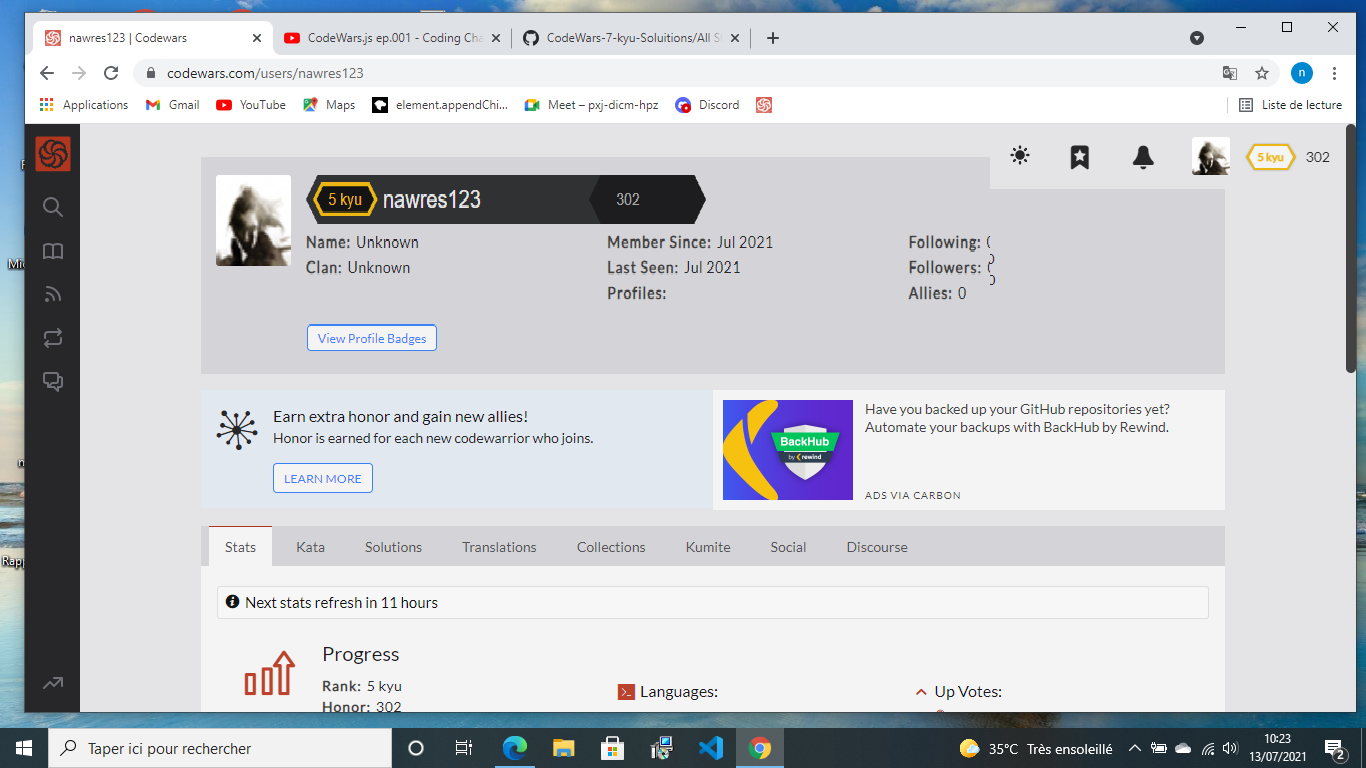 nawres123 | Codewars
CodeWars.js ep.001 - Coding Cha
CodeWars-7-kyu-Soluitions/All S
codewars.com/users/nawres123
n
Applications
Gmail
YouTube
Maps
element.appendChi...
Meet – pxj-dicm-hpz
Discord
Liste de lecture
5 kyu
302
5 kyu
nawres123
302
Name: Unknown
Member Since: Jul 2021
Following:
Clan: Unknown
Last Seen: Jul 2021
Followers:
Profiles:
Allies: 0
View Profile Badges
Earn extra honor and gain new allies!
Honor is earned for each new codewarrior who joins.
LEARN MORE
BackHub
by rewind
Have you backed up your GitHub repositories yet?
Automate your backups with BackHub by Rewind.
ADS VIA CARBON
Stats
Kata
Solutions
Translations
Collections
Kumite
Social
Discourse
Next stats refresh in 11 hours
Progress
Rank: 5 kyu
Honor: 302
Languages:
Up Votes:
Taper ici pour rechercher
35°C Très ensoleillé
10:23
13/07/2021
2